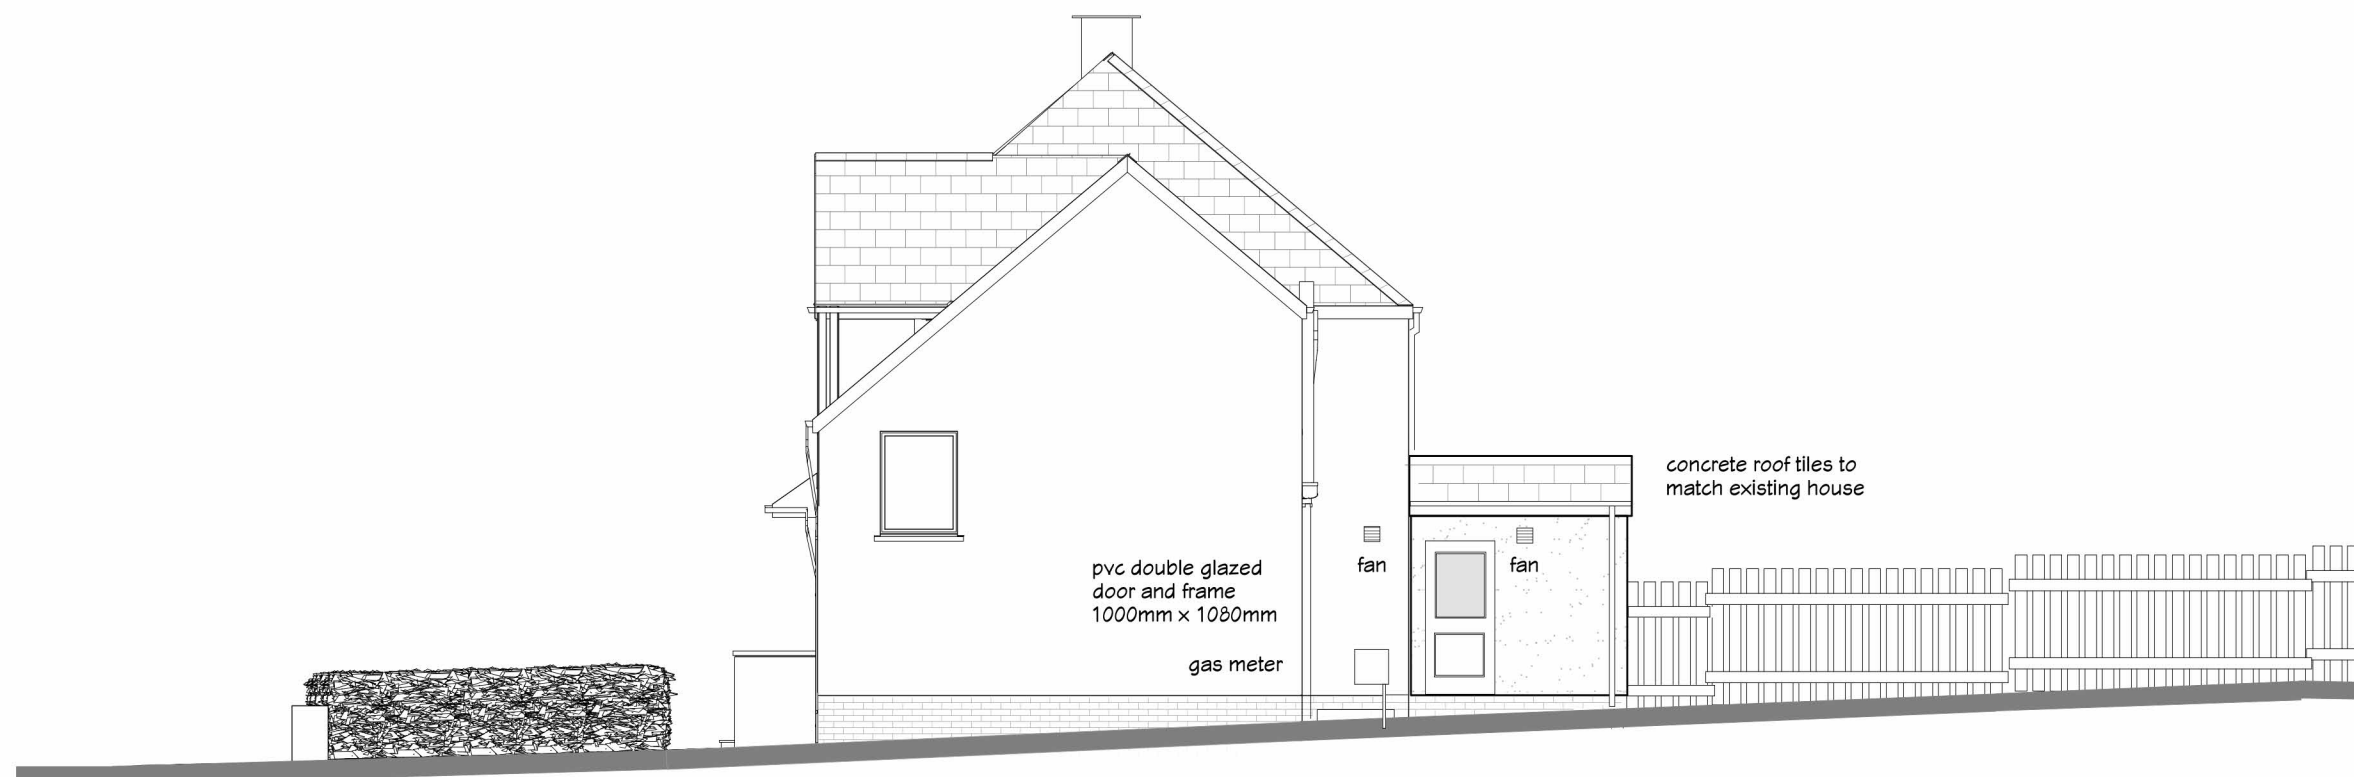 concrete roof tiles to
match existing house
fan
fan
pvc double glazed
door and frame
1000mm x 1080mm
gas meter